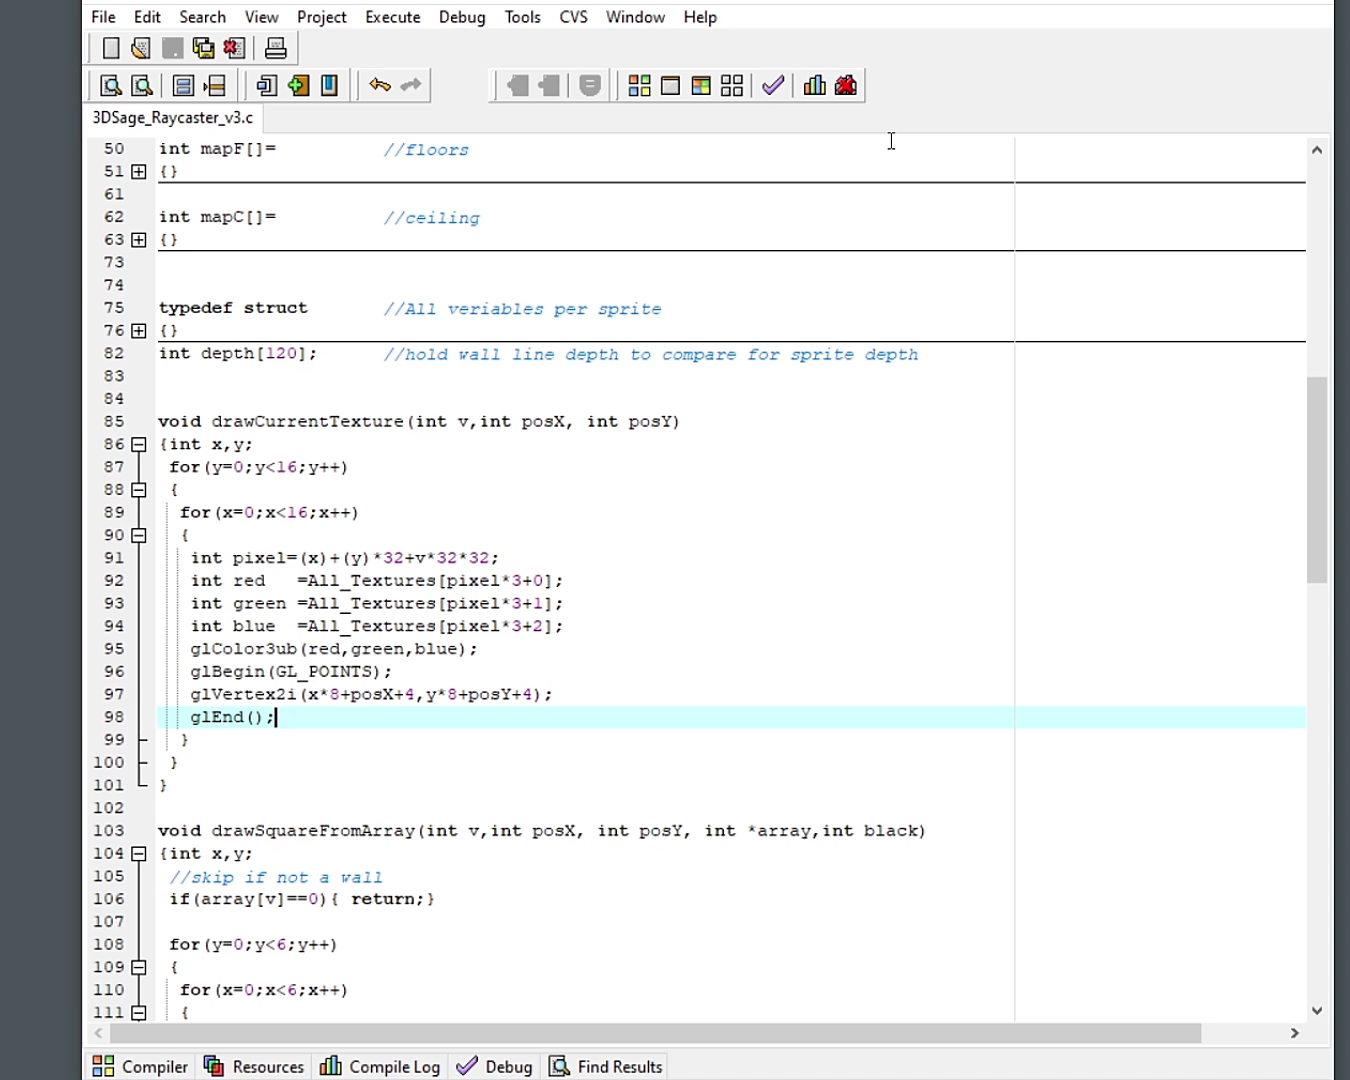 File Edit Search View Project Execute Debug Tools CVS Window Help
3DSage_Raycaster_v3.c
50 int mapF[]= //floors
51 {}
61
62 int mapC[]= //ceiling
63 {}
73
74
75 typedef struct //All veriables per sprite
76 {}
82 int depth[120]; //hold wall line depth to compare for sprite depth
83
84
85 void drawCurrentTexture(int v,int posX, int posY)
86 {int x,y;
87 for(y=0;y<16;y++)
88 {
89 for(x=0;x<16;x++)
90 {
91 int pixel=(x)+(y)*32+v*32*32;
92 int red   =All_Textures[pixel*3+0];
93 int green =All_Textures[pixel*3+1];
94 int blue  =All_Textures[pixel*3+2];
95 glColor3ub(red,green,blue);
96 glBegin(GL_POINTS);
97 glVertex2i(x*8+posX+4,y*8+posY+4);
98 glEnd();
99 }
100 }
101 }
102
103 void drawSquareFromArray(int v,int posX, int posY, int *array,int black)
104 {int x,y;
105 //skip if not a wall
106 if(array[v]==0){ return;}
107
108 for(y=0;y<6;y++)
109 {
110 for(x=0;x<6;x++)
111 {
Compiler Resources Compile Log Debug Find Results